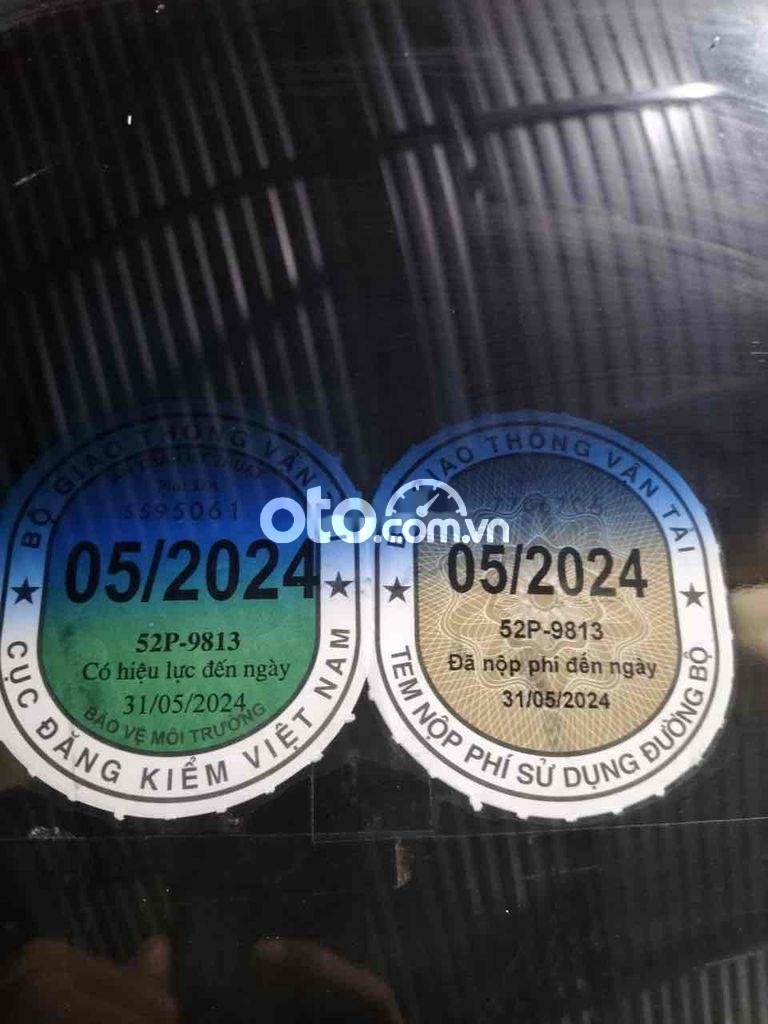 BỘ GIAO THÔNG VẬN
5595061
05/2024
52P-9813
Có hiệu lực đến ngày
31/05/2024
BẢO VỆ MÔI TRƯỜNG
CỤC ĐĂNG KIỂM VIỆT NAM
oto.com.vn
BỘ GIAO THÔNG VẬN TẢI
05/2024
52P-9813
Đã nộp phí đến ngày
31/05/2024
TEM NỘP PHÍ SỬ DỤNG ĐƯỜNG BỘ